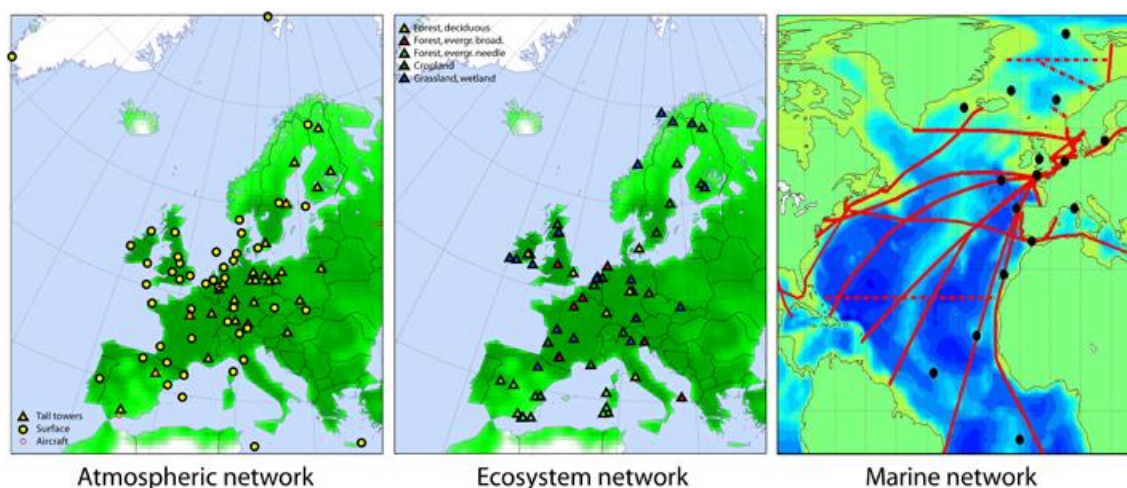 Forest, deciduous
Forest, evergr. broad.
Forest, evergr. needle
Cropland
Grassland, wetland
Tall towers
Surface
Aircraft
Atmospheric network
Ecosystem network
Marine network